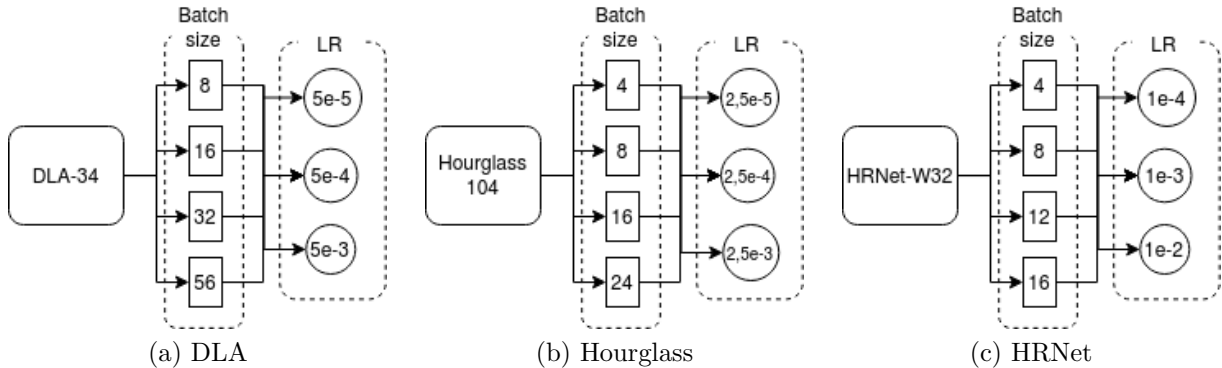 Batch
size
LR
8
5e-5
16
DLA-34
5e-4
32
5e-3
56
(a) DLA
Batch
size
LR
4
2,5e-5
8
Hourglass
104
2,5e-4
16
2,5e-3
24
(b) Hourglass
Batch
size
LR
4
1e-4
8
HRNet-W32
1e-3
12
1e-2
16
(c) HRNet